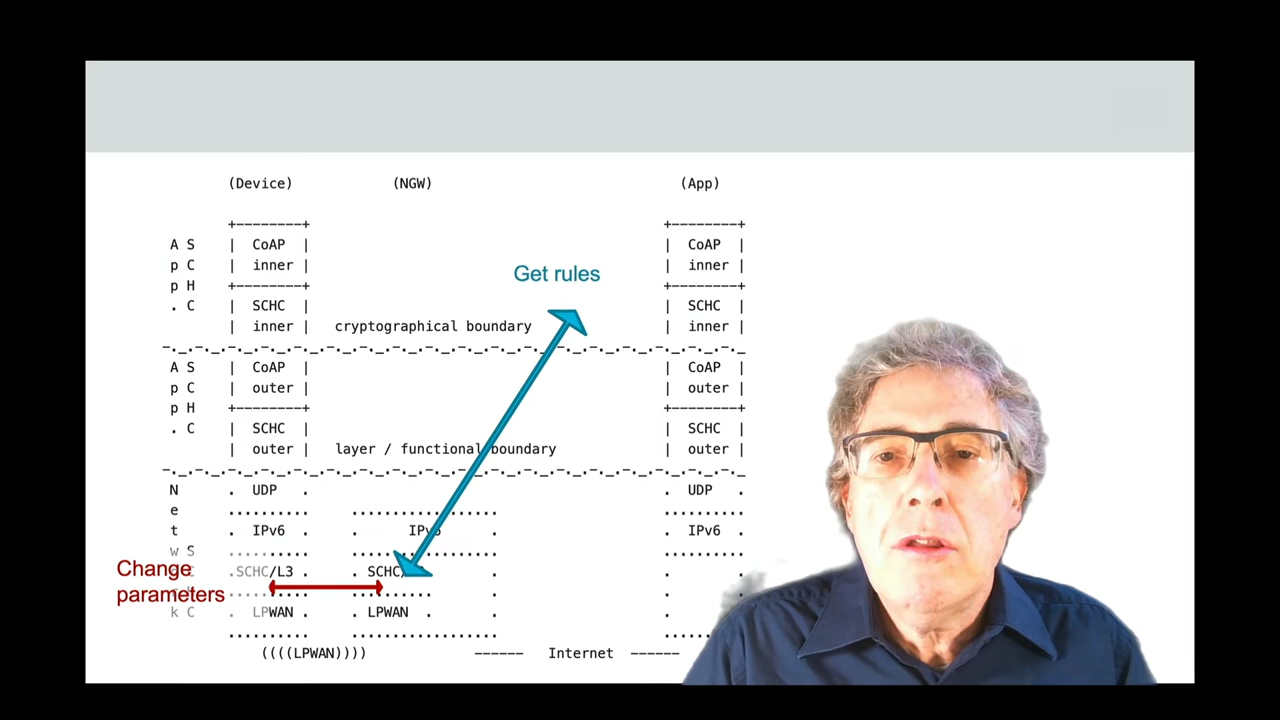 (Device) (NGW) (App)
+--------+ +--------+
A S | CoAP | | CoAP |
p C | inner | | inner |
Get rules
p H +--------+ +--------+
. C | SCHC | | SCHC |
| inner | cryptographical boundary | inner |
-._.-._.-._.-._.-._.-._.-._.-._.-._.-._.-._.-._.-._.-._.-._
A S | CoAP | | CoAP |
p C | outer | | outer |
p H +--------+ +--------+
. C | SCHC | | SCHC |
| outer | layer / functional boundary | outer |
-._.-._.-._.-._.-._.-._.-._.-._.-._.-._.-._.-._.-._.-._.-._
N . UDP . . UDP .
e .......... .................. ..........
t . IPv6 . . IPv6 . . IPv6 .
w S .......... .................. ..........
Change
.SCHC/L3 . . SCHC/ . .
parameters
k C . LPWAN . . LPWAN . . .
.......... ..................
((((LPWAN)))) ------ Internet ------